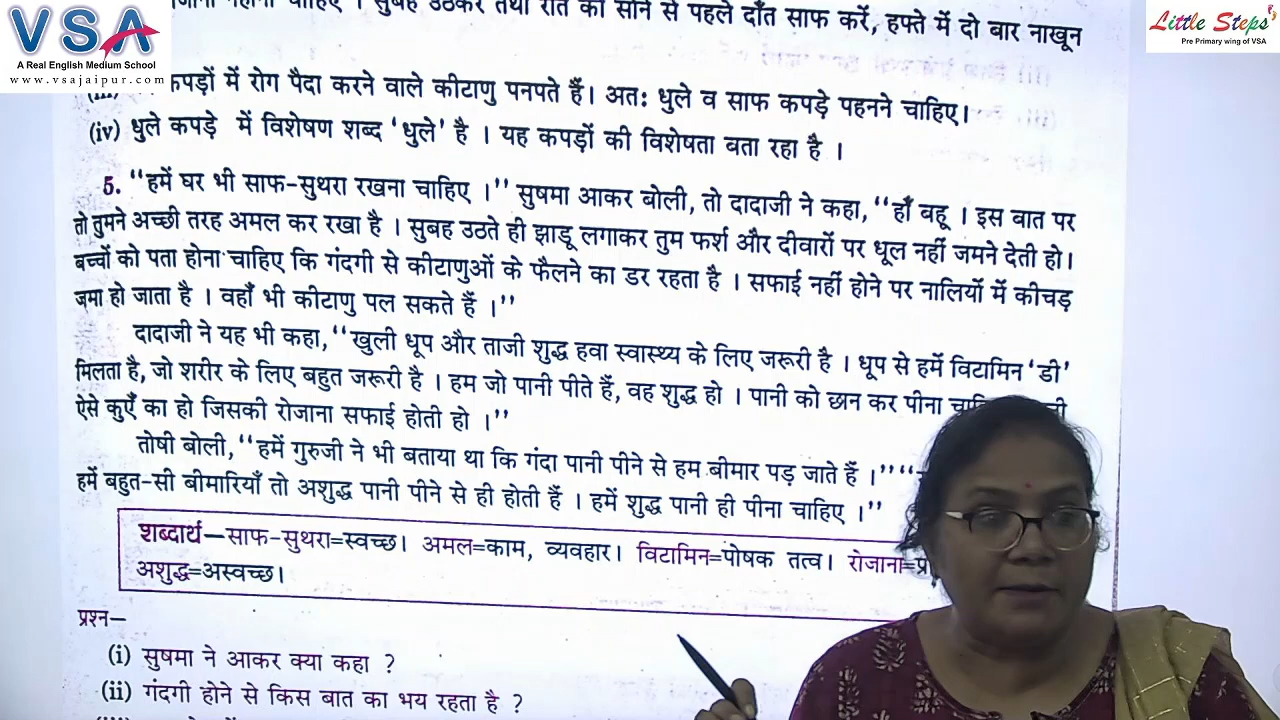 VSA
A Real English Medium School
www.vsajaipur.com
Little Steps
Pre Primary wing of VSA
चाहिए । सुबह उठकर तथा रात को सोने से पहले दाँत साफ करें, हफ्ते में दो बार नाखून
कपड़ों में रोग पैदा करने वाले कीटाणु पनपते हैं। अतः धुले व साफ कपड़े पहनने चाहिए।
(iv) धुले कपड़े में विशेषण शब्द ‘धुले’ है । यह कपड़ों की विशेषता बता रहा है ।
5. ‘‘हमें घर भी साफ-सुथरा रखना चाहिए ।’’ सुषमा आकर बोली, तो दादाजी ने कहा, ‘‘हाँ बहू । इस बात पर
तो तुमने अच्छी तरह अमल कर रखा है । सुबह उठते ही झाडू लगाकर तुम फर्श और दीवारों पर धूल नहीं जमने देती हो।
बच्चों को पता होना चाहिए कि गंदगी से कीटाणुओं के फैलने का डर रहता है । सफाई नहीं होने पर नालियों में कीचड़
जमा हो जाता है । वहाँ भी कीटाणु पल सकते हैं ।’’
दादाजी ने यह भी कहा, ‘‘खुली धूप और ताजी शुद्ध हवा स्वास्थ्य के लिए जरूरी है । धूप से हमें विटामिन ‘डी’
मिलता है, जो शरीर के लिए बहुत जरूरी है । हम जो पानी पीते हैं, वह शुद्ध हो । पानी को छान कर पीना
ऐसे कुएँ का हो जिसकी रोजाना सफाई होती हो ।’’
तोषी बोली, ‘‘हमें गुरुजी ने भी बताया था कि गंदा पानी पीने से हम बीमार पड़ जाते हैं ।’’ ‘‘
हमें बहुत-सी बीमारियाँ तो अशुद्ध पानी पीने से ही होती हैं । हमें शुद्ध पानी ही पीना चाहिए ।’’
शब्दार्थ—साफ-सुथरा=स्वच्छ। अमल=काम, व्यवहार। विटामिन=पोषक तत्व। रोजाना=
अशुद्ध=अस्वच्छ।
प्रश्न—
(i) सुषमा ने आकर क्या कहा ?
(ii) गंदगी होने से किस बात का भय रहता है ?